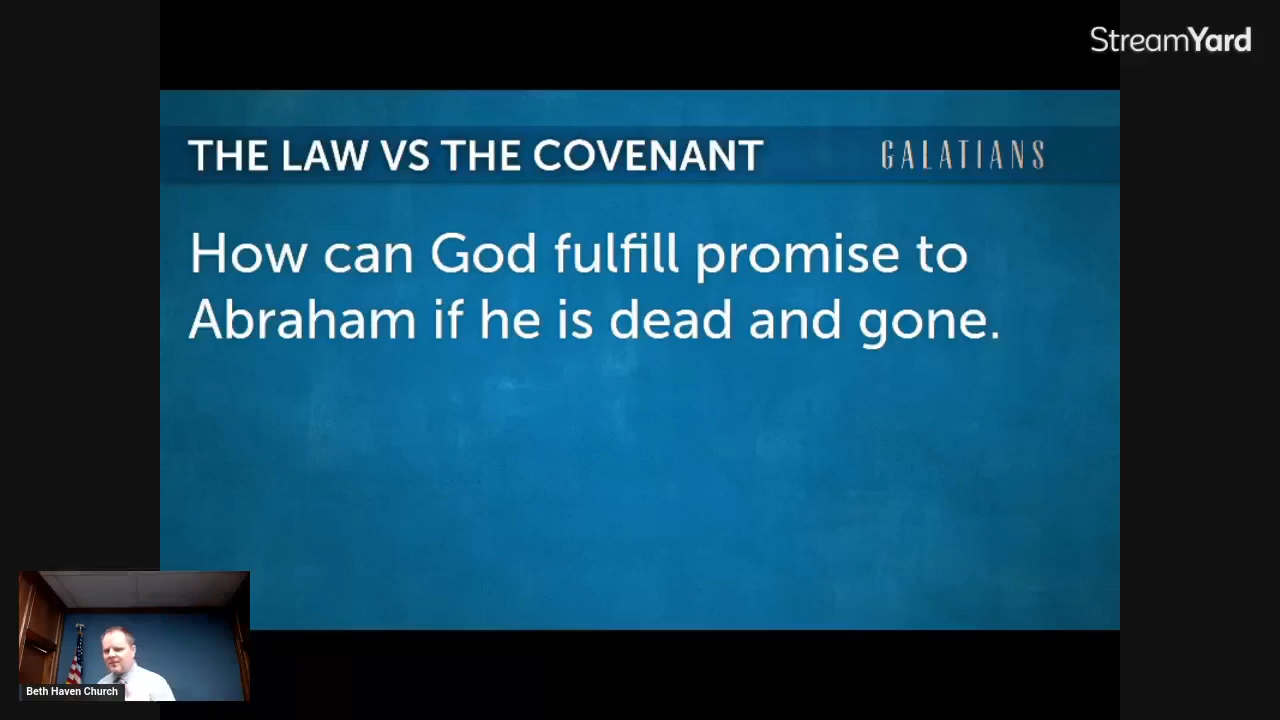 StreamYard
THE LAW VS THE COVENANT
GALATIANS
How can God fulfill promise to
Abraham if he is dead and gone.
Beth Haven Church